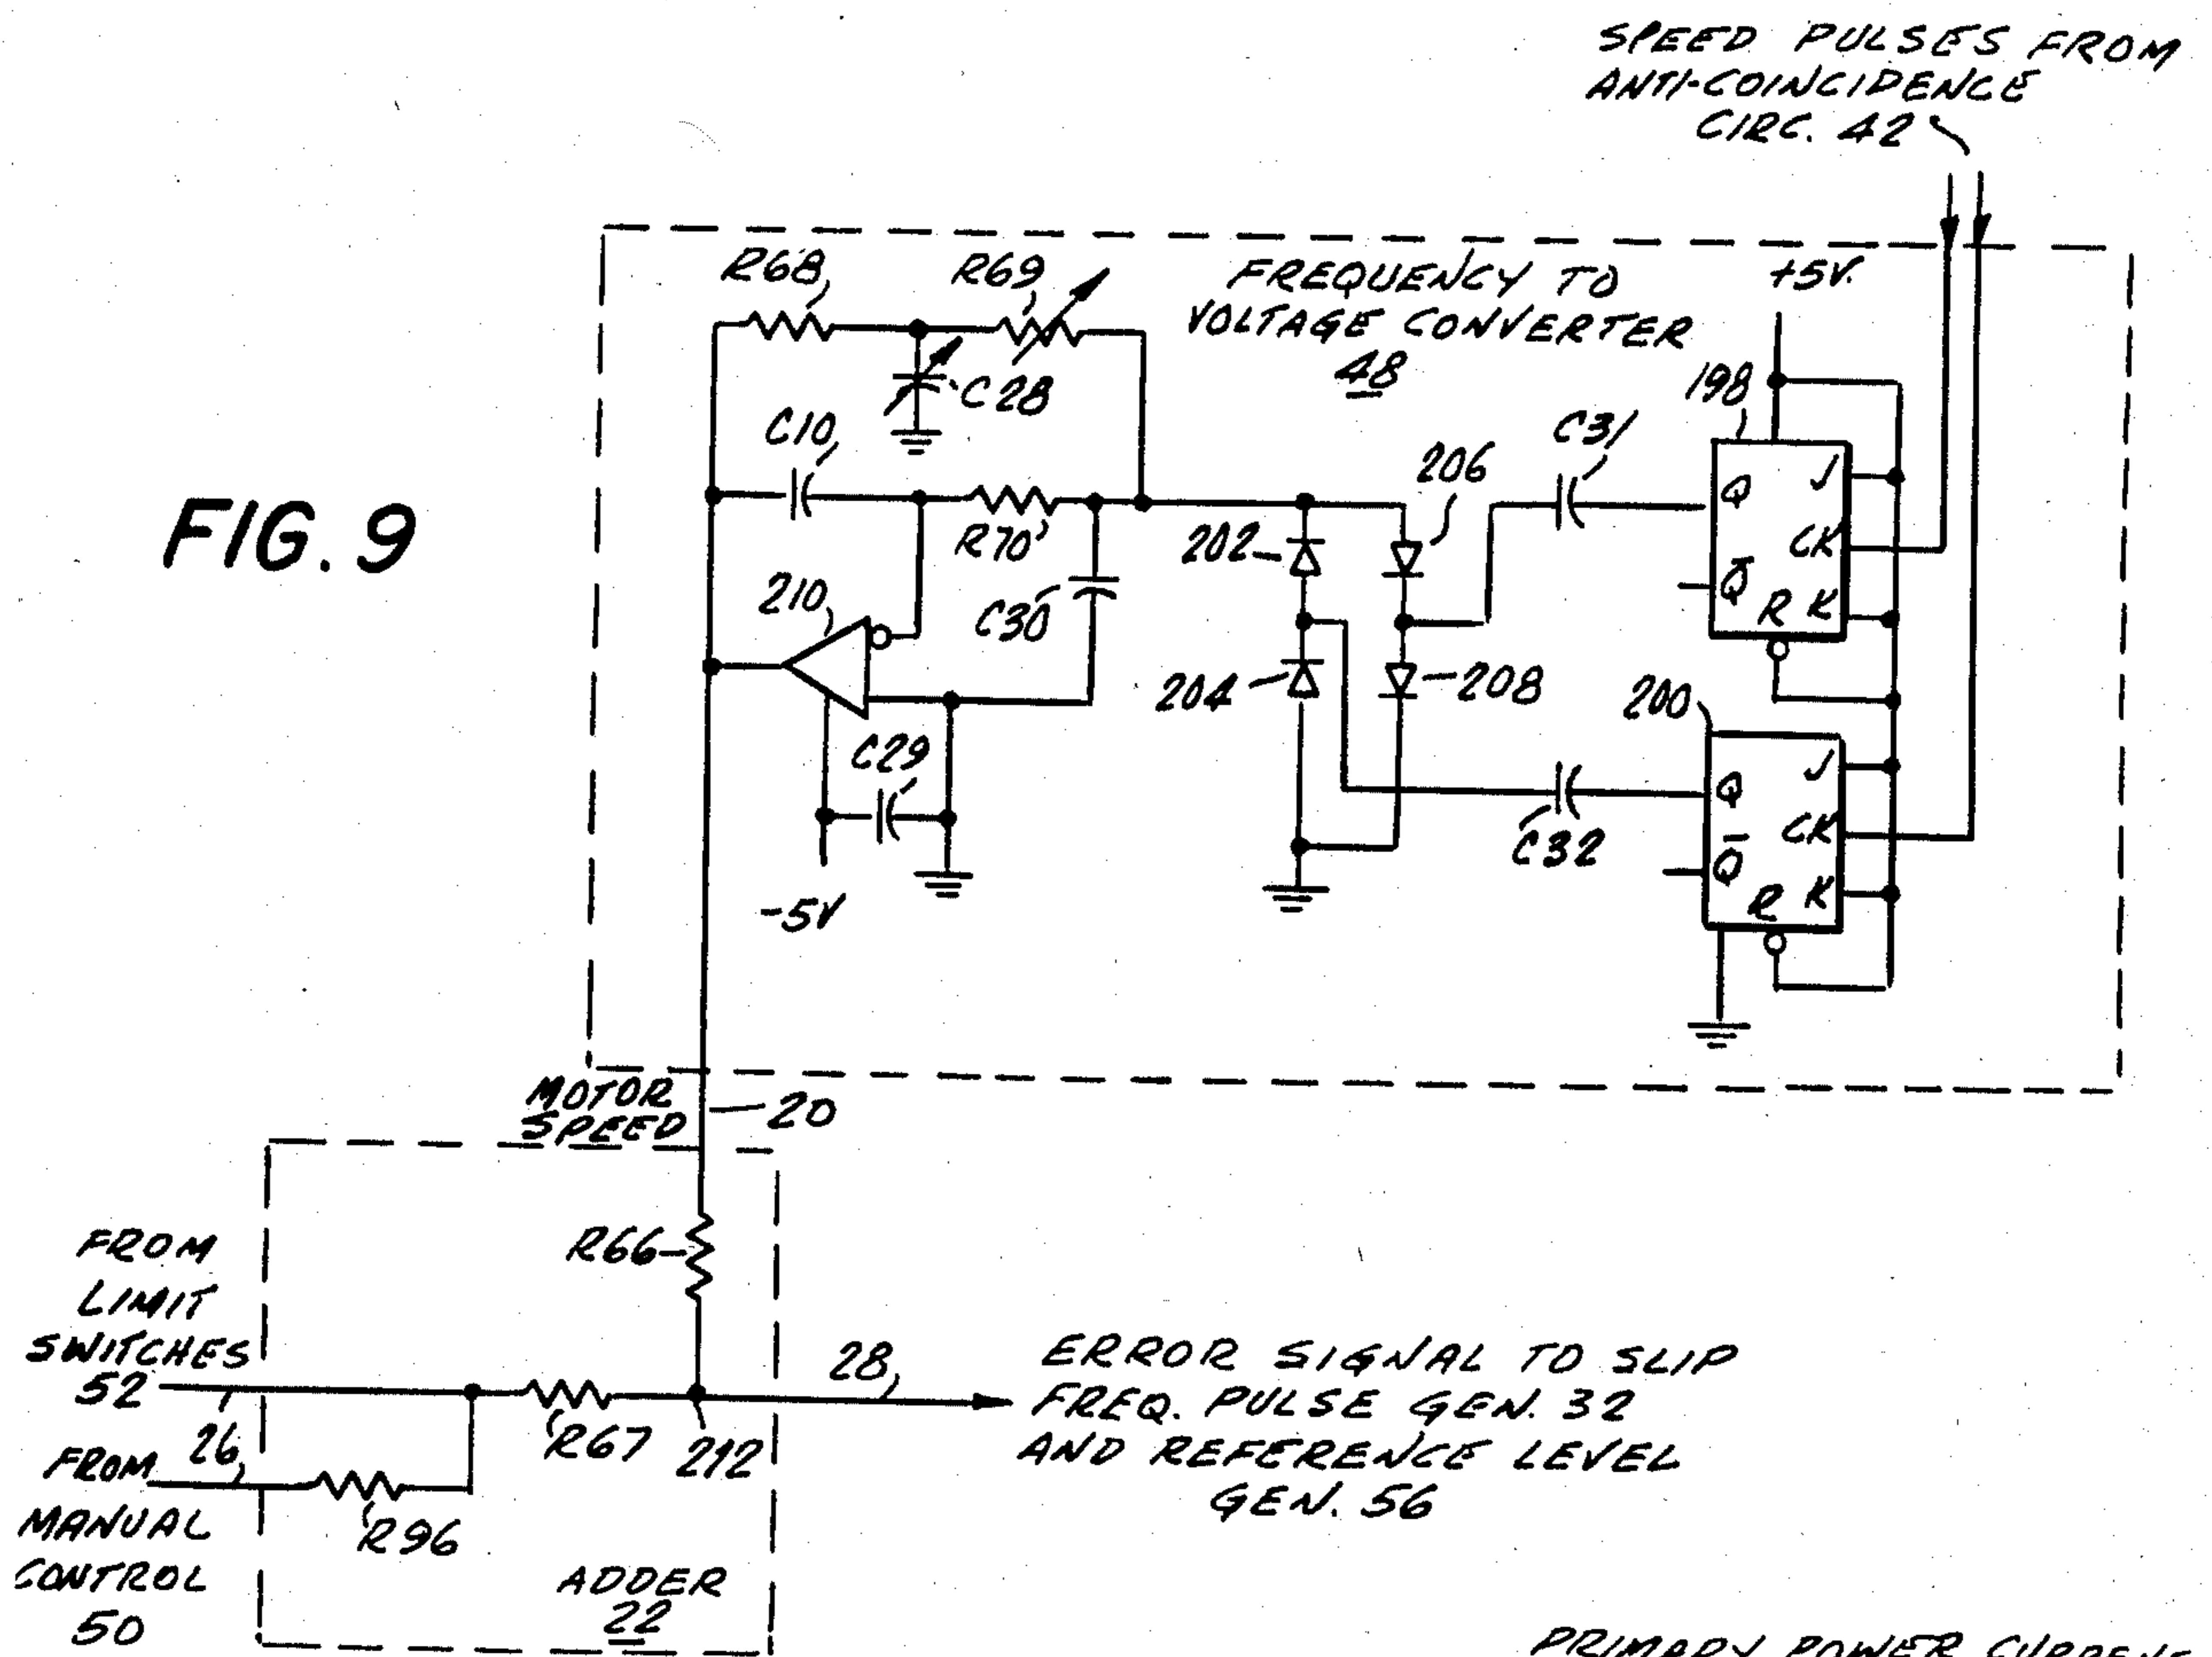 SPEED PULSES FROM
ANTI-COINCIDENCE
CIRC. 42
R68
R69
FREQUENCY TO
VOLTAGE CONVERTER
48
+5V.
C28
198
C10
C31
206
Q
J
FIG. 9
R70
202
CK
210
C30
Q̅
R
K
204
208
200
C29
Q
J
C32
CK
Q̅
-5V
R
K
MOTOR
SPEED
20
FROM
LIMIT
SWITCHES
52
R66
28
ERROR SIGNAL TO SLIP
FREQ. PULSE GEN. 32
AND REFERENCE LEVEL
GEN. 56
26
R67
212
FROM
MANUAL
CONTROL
50
R96
ADDER
22
PRIMARY POWER